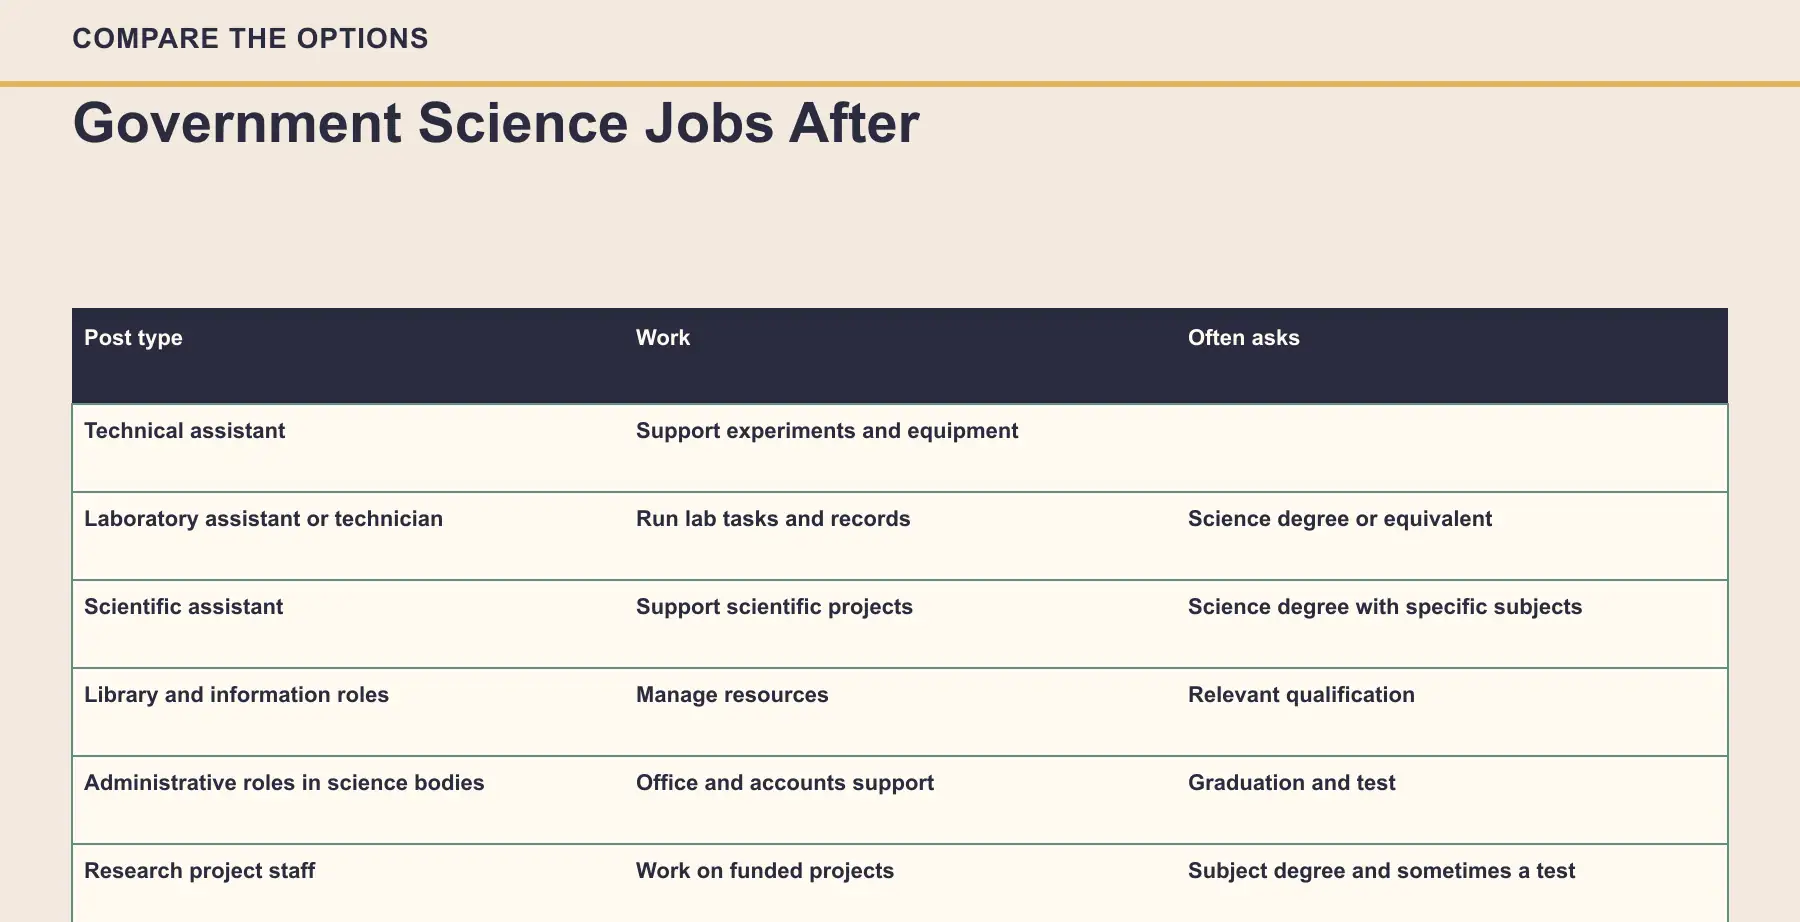 COMPARE THE OPTIONS
Government Science Jobs After
Post type Work Often asks
Technical assistant Support experiments and equipment
Laboratory assistant or technician Run lab tasks and records Science degree or equivalent
Scientific assistant Support scientific projects Science degree with specific subjects
Library and information roles Manage resources Relevant qualification
Administrative roles in science bodies Office and accounts support Graduation and test
Research project staff Work on funded projects Subject degree and sometimes a test